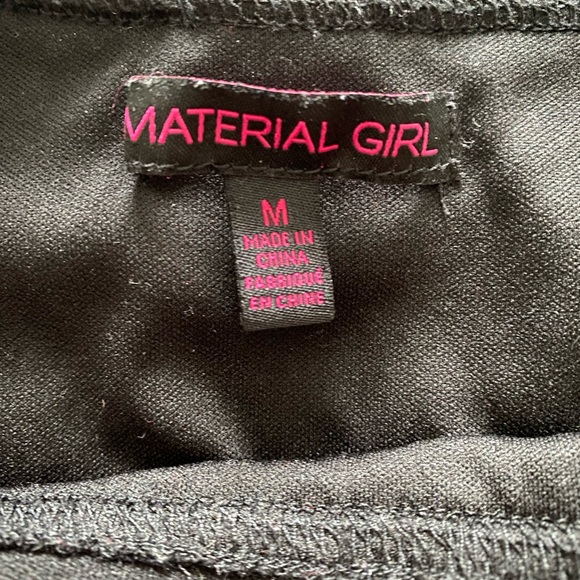 MATERIAL GIRL
M
MADE IN
CHINA
FABRIQUÉ
EN CHINE